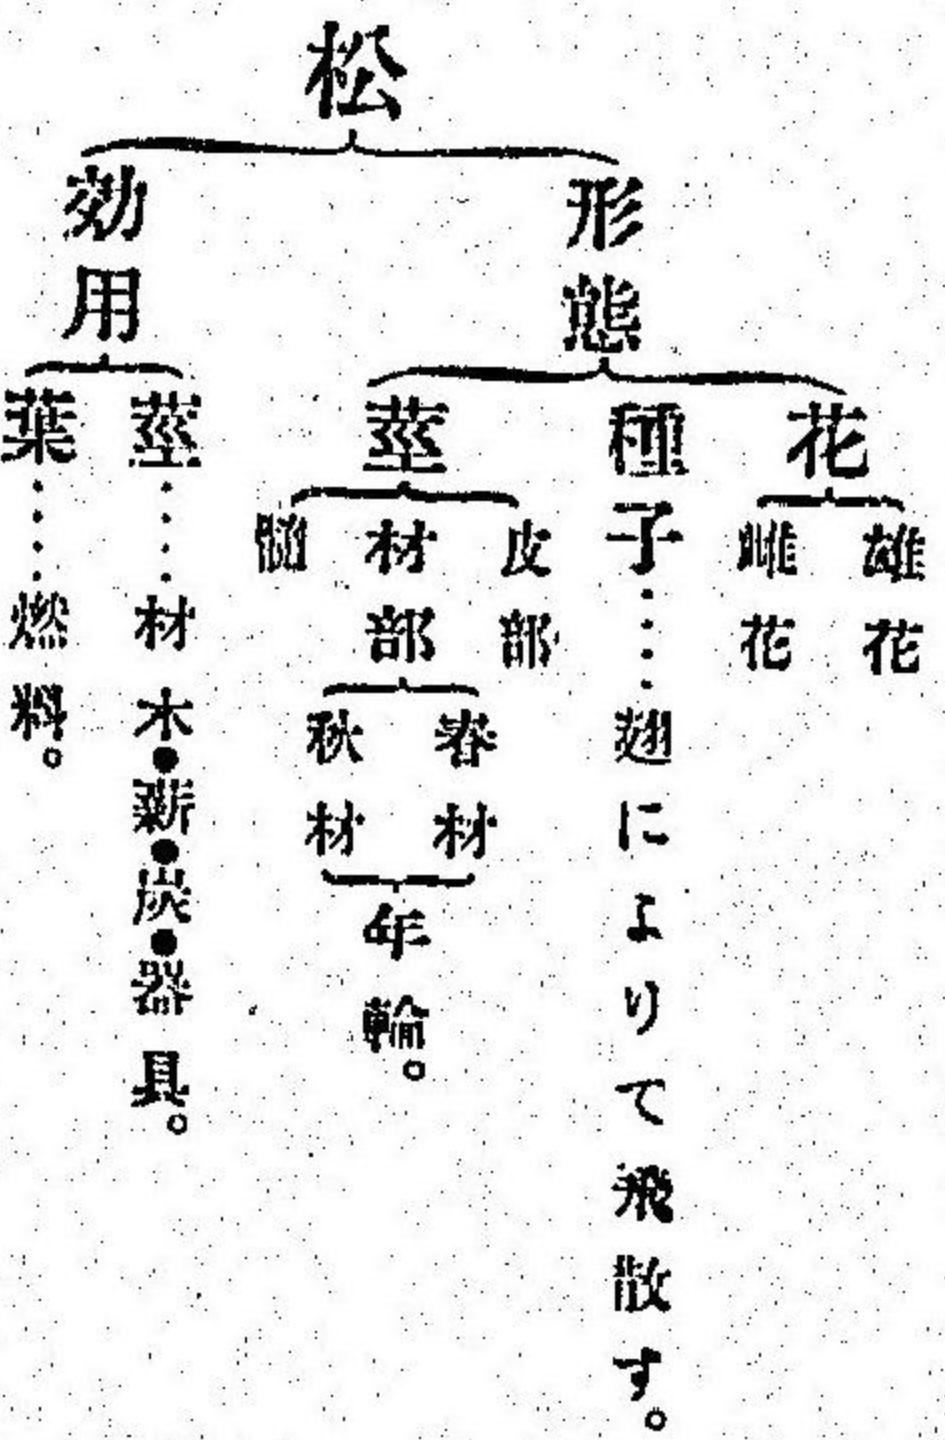 松
形態
花
雄花
雌花
種子……翅によりて飛散す。
莖
皮部
材部
春材
秋材
年輪。
髄
効用
莖……材木●薪●炭●器具。
葉……燃料。